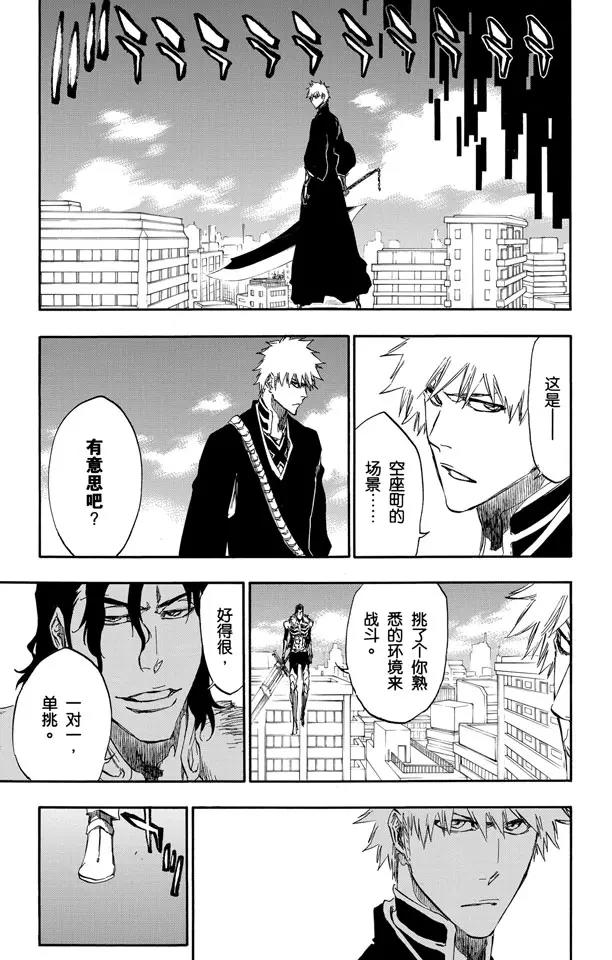 这是——
空座町的
场景……
有意思吧？
挑了个你熟
悉的环境来
战斗。
好得很，
一对一，
单挑。